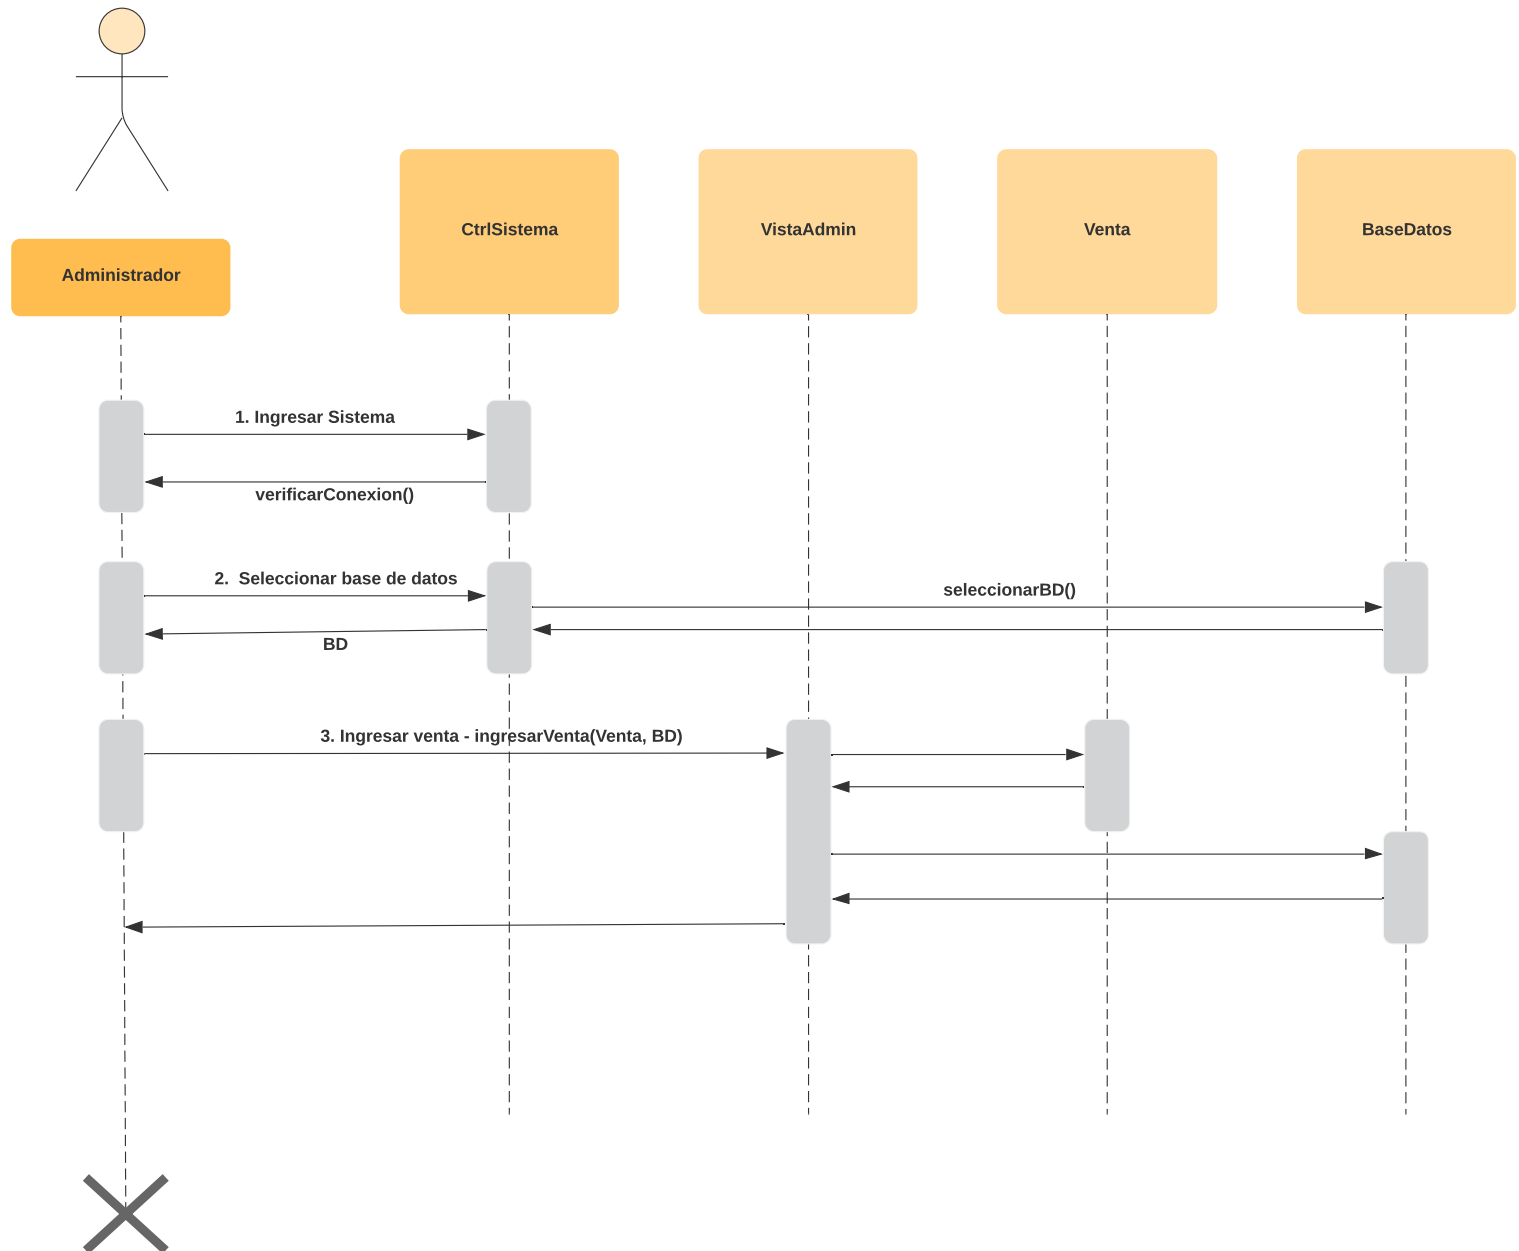 CtrlSistema
VistaAdmin
Venta
BaseDatos
Administrador
1. Ingresar Sistema
verificarConexion()
2.  Seleccionar base de datos
seleccionarBD()
BD
3. Ingresar venta - ingresarVenta(Venta, BD)